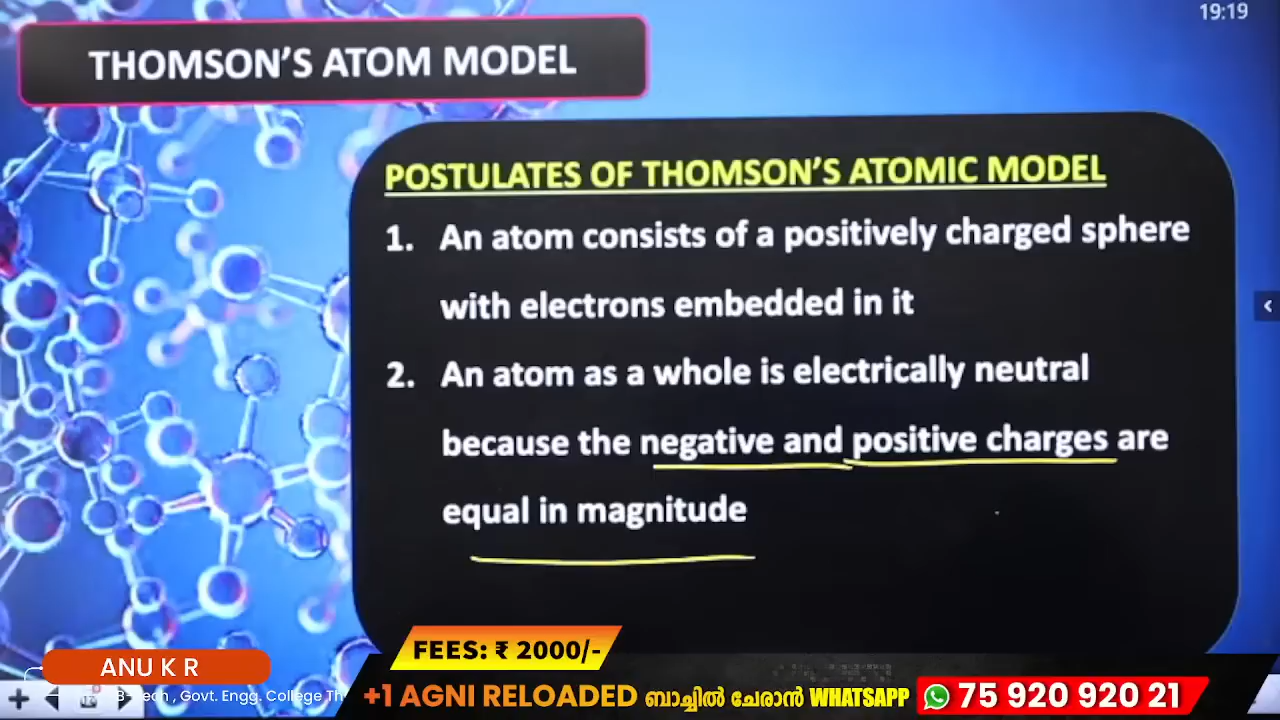 19:19
THOMSON'S ATOM MODEL
POSTULATES OF THOMSON'S ATOMIC MODEL
1. An atom consists of a positively charged sphere
with electrons embedded in it
2. An atom as a whole is electrically neutral
because the negative and positive charges are
equal in magnitude
FEES: ₹ 2000/-
ANU K R
Govt. Engg. College Th
+1 AGNI RELOADED ബാച്ചിൽ ചേരാൻ WHATSAPP 75 920 920 21